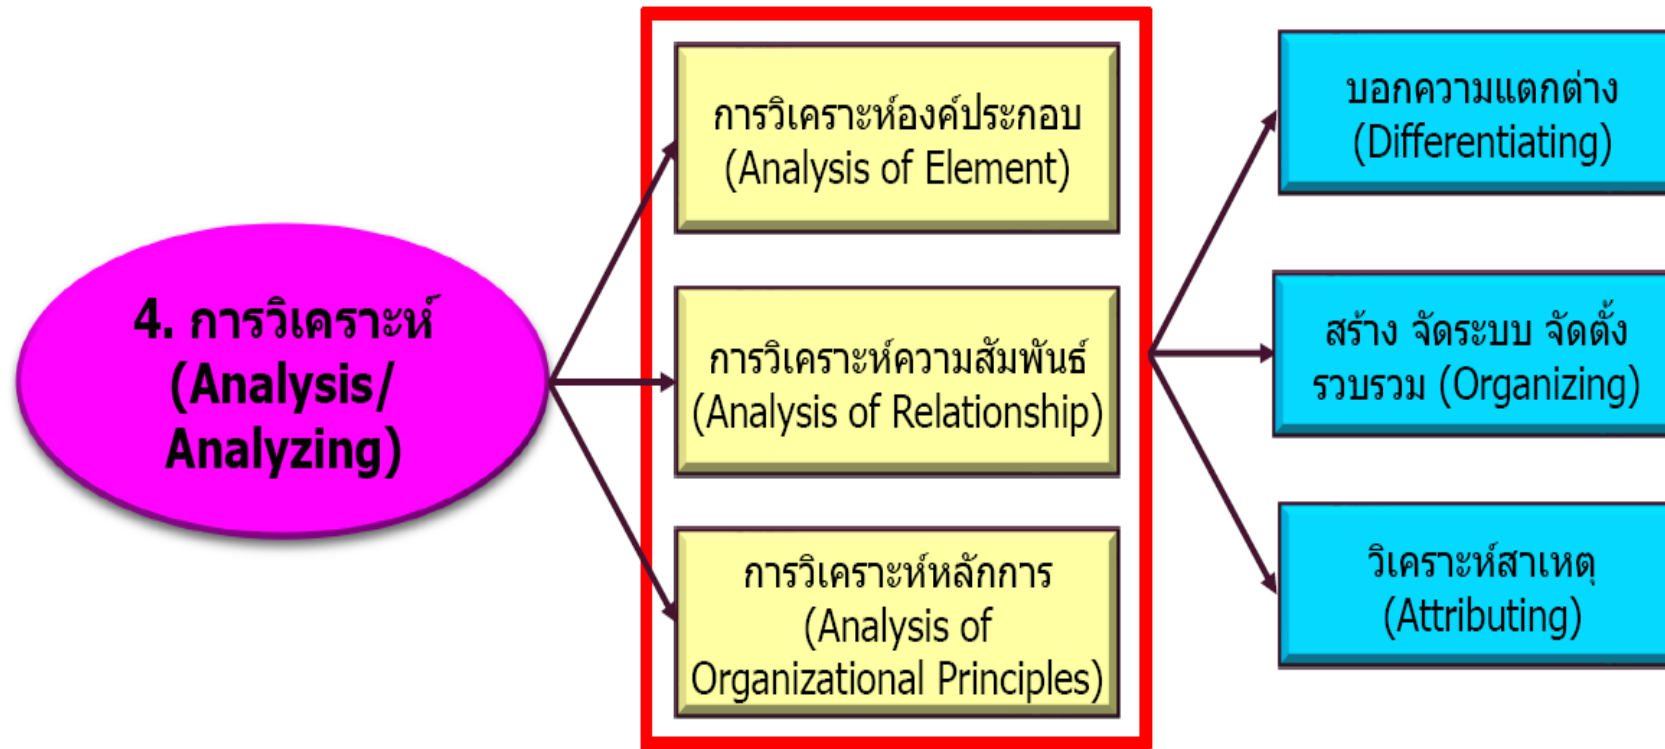 4. การวิเคราะห์
(Analysis/
Analyzing)
การวิเคราะห์องค์ประกอบ
(Analysis of Element)
การวิเคราะห์ความสัมพันธ์
(Analysis of Relationship)
การวิเคราะห์หลักการ
(Analysis of
Organizational Principles)
บอกความแตกต่าง
(Differentiating)
สร้าง จัดระบบ จัดตั้ง
รวบรวม (Organizing)
วิเคราะห์สาเหตุ
(Attributing)